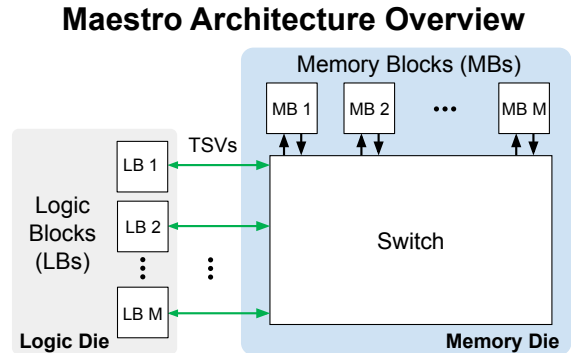 Maestro Architecture Overview
Memory Blocks (MBs)
MB 1
MB 2
MB M
TSVs
LB 1
LB 2
LB M
Logic
Blocks
(LBs)
Switch
Logic Die
Memory Die